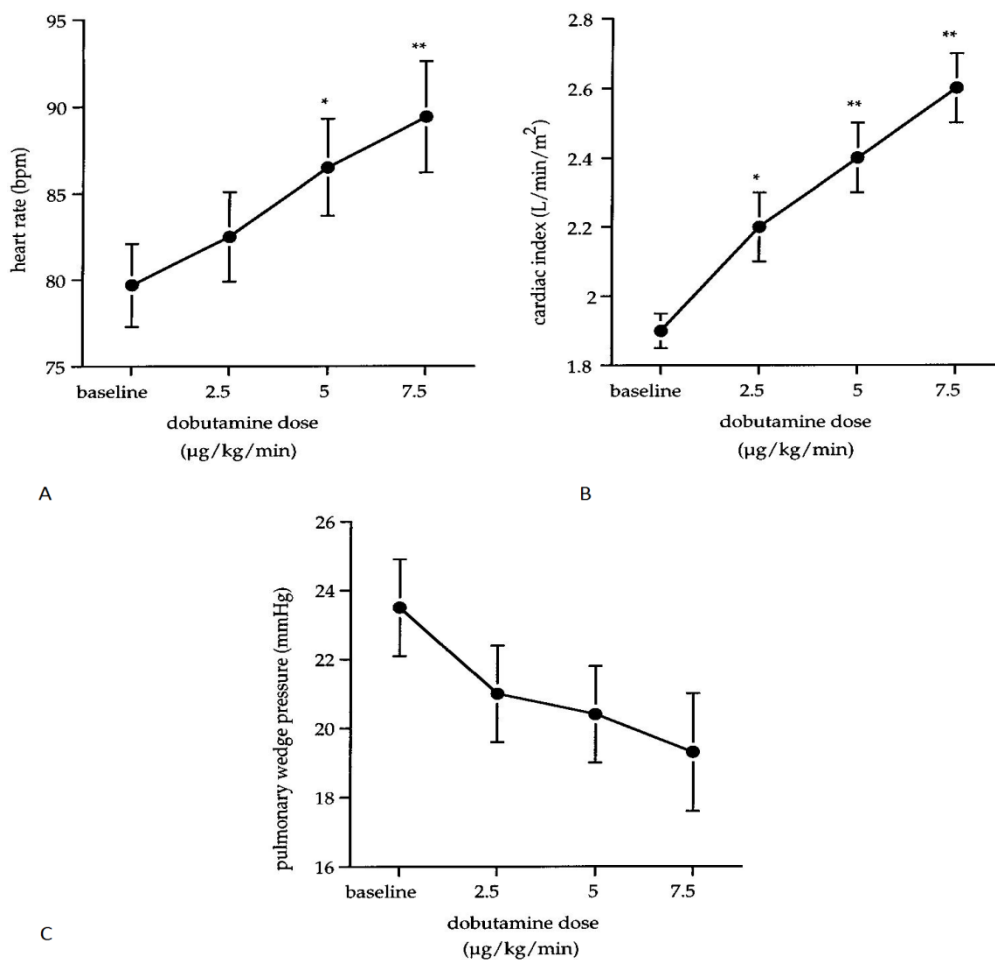 95
90
85
80
75
heart rate (bpm)
*
**
baseline
2.5
5
7.5
dobutamine dose
(µg/kg/min)
A
2.8
2.6
2.4
2.2
2
1.8
cardiac index (L/min/m²)
*
**
**
baseline
2.5
5
7.5
dobutamine dose
(µg/kg/min)
B
26
24
22
20
18
16
pulmonary wedge pressure (mmHg)
baseline
2.5
5
7.5
dobutamine dose
(µg/kg/min)
C